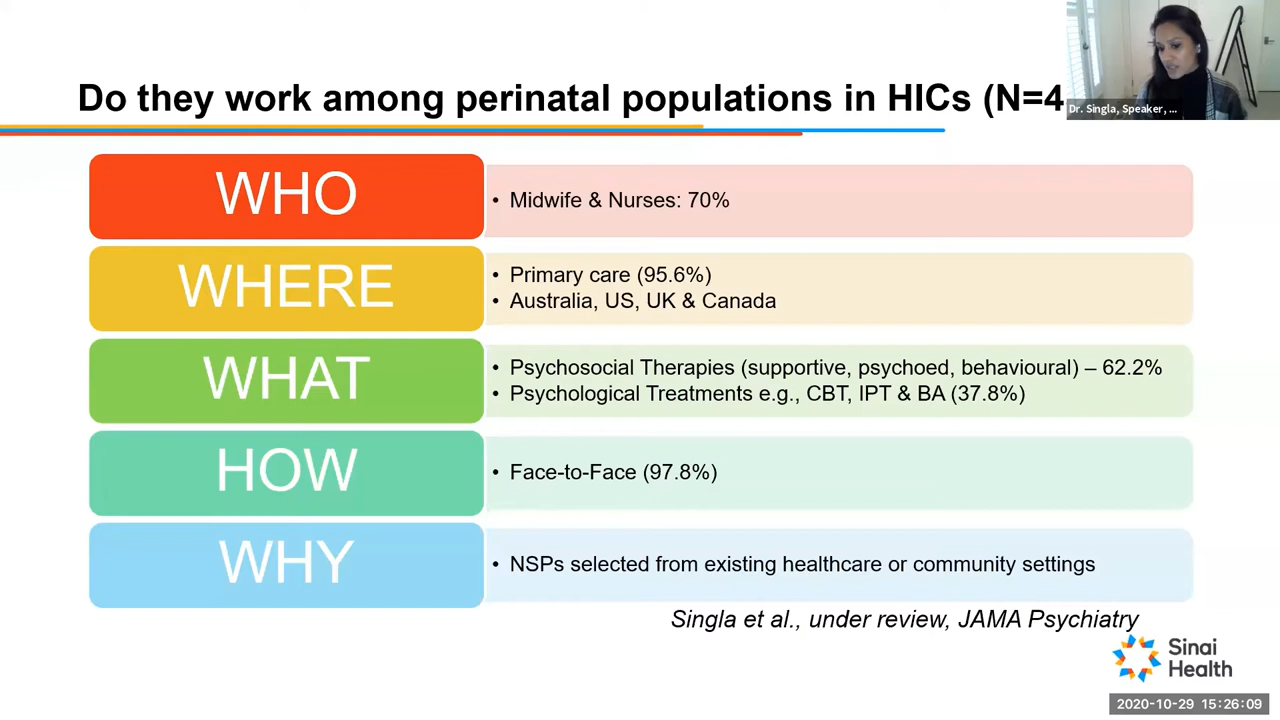 Do they work among perinatal populations in HICs (N=4
Dr. Singla, Speaker, ...
WHO
• Midwife & Nurses: 70%
WHERE
• Primary care (95.6%)
• Australia, US, UK & Canada
WHAT
• Psychosocial Therapies (supportive, psychoed, behavioural) – 62.2%
• Psychological Treatments e.g., CBT, IPT & BA (37.8%)
HOW
• Face-to-Face (97.8%)
WHY
• NSPs selected from existing healthcare or community settings
Singla et al., under review, JAMA Psychiatry
Sinai
Health
2020-10-29 15:26:09